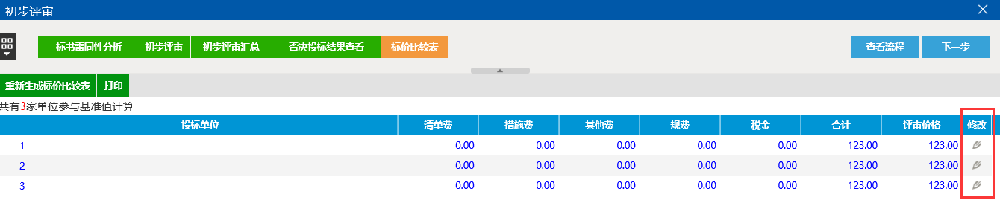 初步评审
标书雷同性分析 初步评审 初步评审汇总 否决投标结果查看 标价比较表 查看流程 下一步
重新生成标价比较表 打印
共有3家单位参与基准值计算
投标单位 清单费 措施费 其他费 规费 税金 合计 评审价格 修改
1 0.00 0.00 0.00 0.00 0.00 123.00 123.00
2 0.00 0.00 0.00 0.00 0.00 123.00 123.00
3 0.00 0.00 0.00 0.00 0.00 123.00 123.00